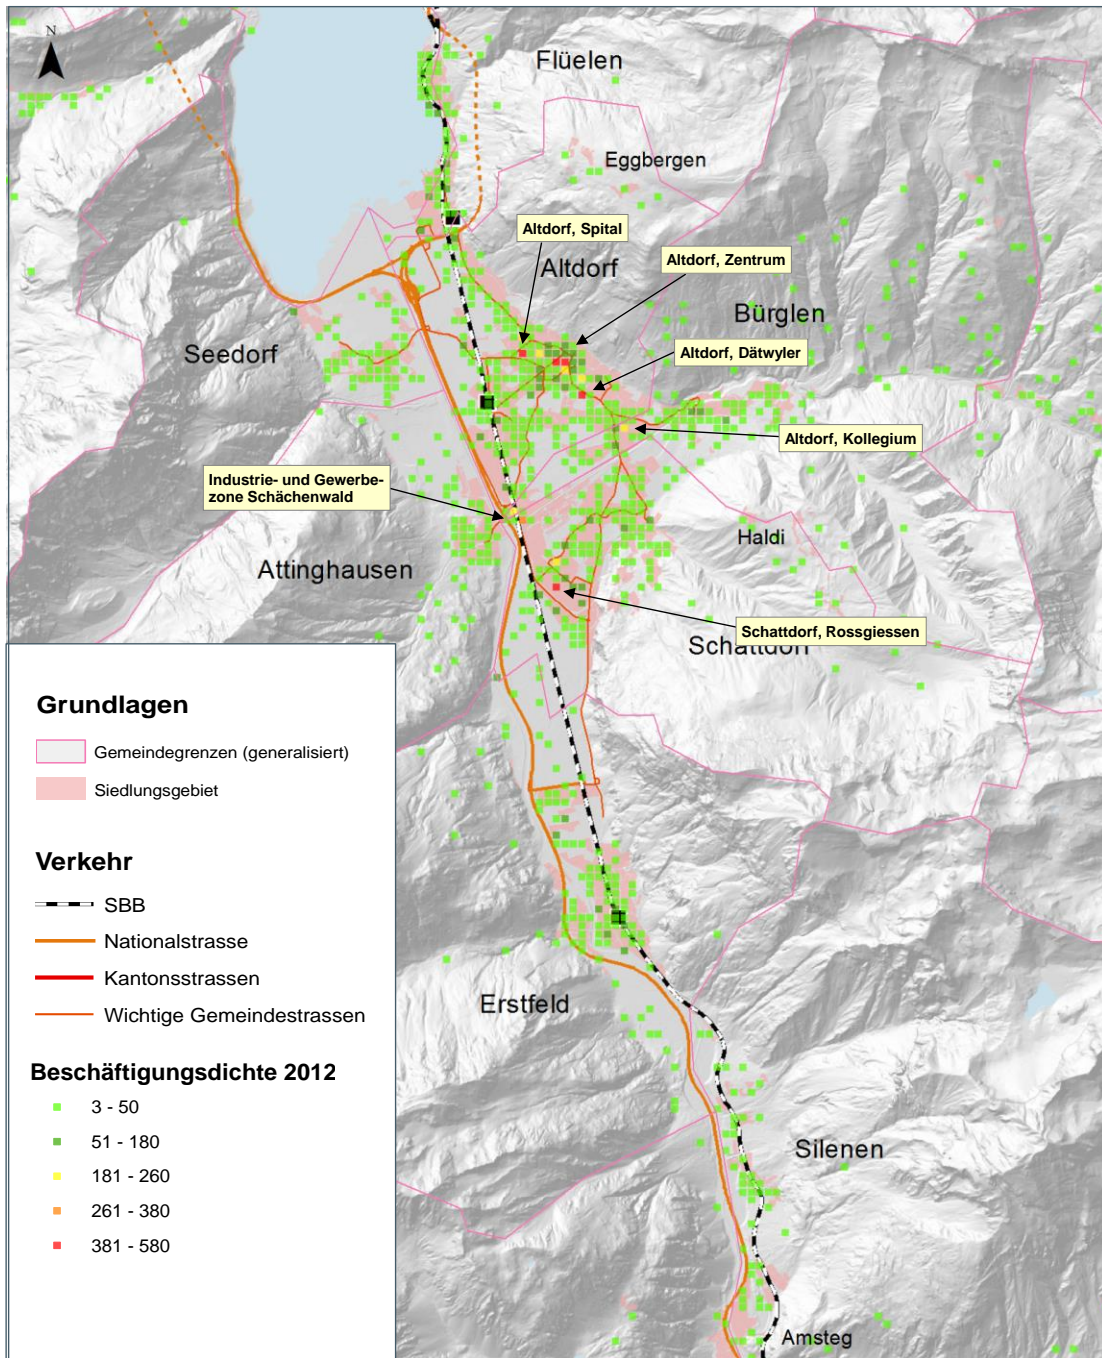 N
Flüelen
Eggbergen
Altdorf, Spital
Altdorf
Altdorf, Zentrum
Bürglen
Seedorf
Altdorf, Dätwyler
Altdorf, Kollegium
Industrie- und Gewerbe-
zone Schächenwald
Haldi
Attinghausen
Schattdorf, Rossgiessen
Schattdorf
Grundlagen
Gemeindegrenzen (generalisiert)
Siedlungsgebiet
Verkehr
SBB
Nationalstrasse
Kantonsstrassen
Wichtige Gemeindestrassen
Erstfeld
Beschäftigungsdichte 2012
3 - 50
51 - 180
181 - 260
261 - 380
381 - 580
Silenen
Amsteg